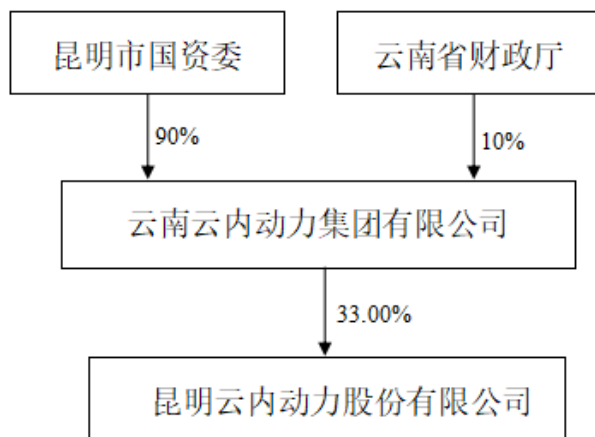 昆明市国资委
云南省财政厅
90%
10%
云南云内动力集团有限公司
33.00%
昆明云内动力股份有限公司